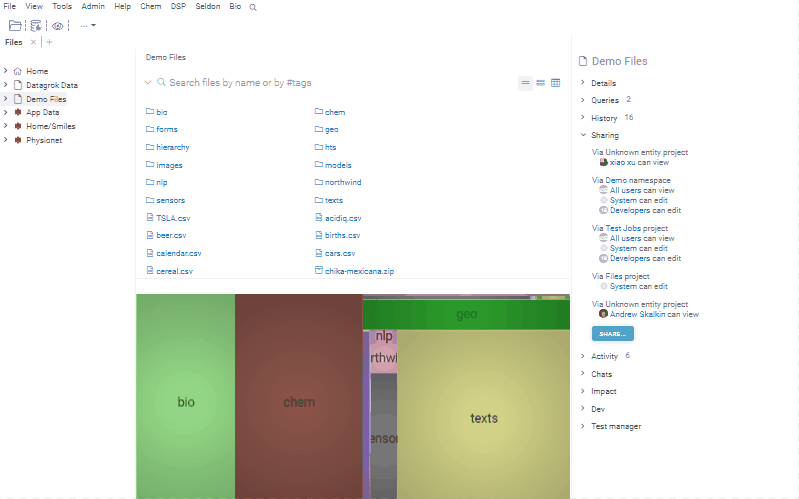 File View Tools Admin Help Chem DSP Seldon Bio
...
Files × +
Home
Datagrok Data
Demo Files
App Data
Home/Smiles
Physionet
Demo Files
Search files by name or by #tags
bio chem
forms geo
hierarchy hts
images models
nlp northwind
sensors texts
TSLA.csv acidiq.csv
beer.csv births.csv
calendar.csv cars.csv
cereal.csv chika-mexicana.zip
bio
chem
geo
nlp
rthwi
ensor
texts
Demo Files
Details
Queries 2
History 16
Sharing
Via Unknown entity project
xiao xu can view
Via Demo namespace
All users can view
System can edit
Developers can edit
Via Test Jobs project
All users can view
System can edit
Developers can edit
Via Files project
System can edit
Via Unknown entity project
Andrew Skalkin can view
SHARE...
Activity 6
Chats
Impact
Dev
Test manager